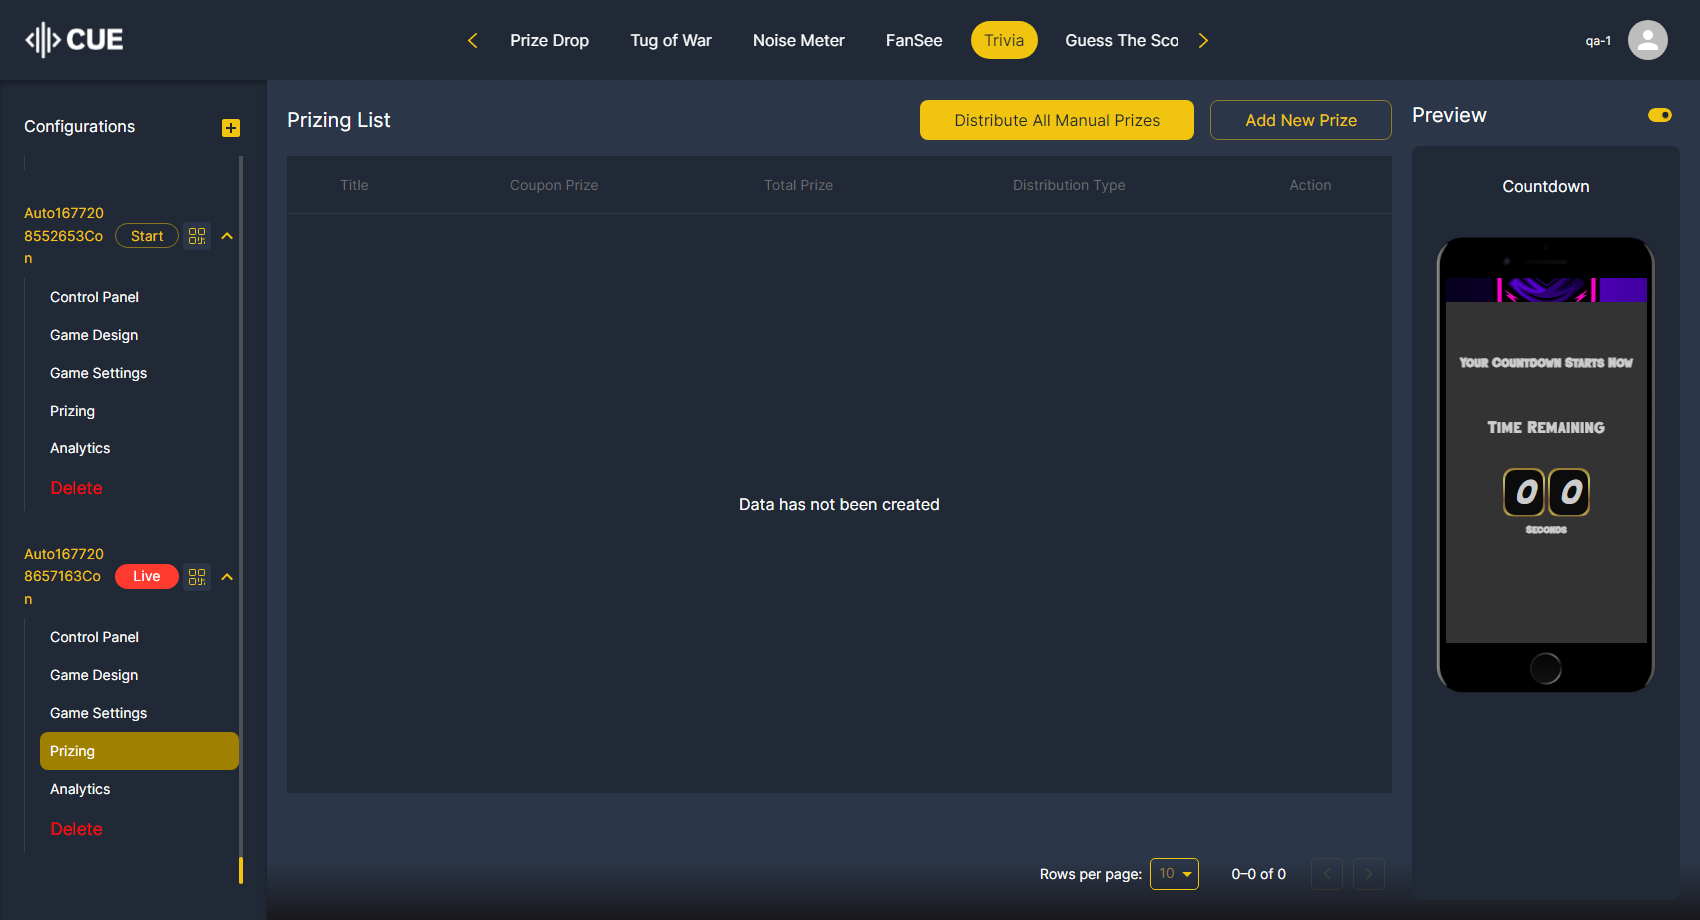 CUE
Prize Drop
Tug of War
Noise Meter
FanSee
Trivia
Guess The Sco
qa-1
Configurations
Auto167720
8552653Co
n
Start
Control Panel
Game Design
Game Settings
Prizing
Analytics
Delete
Auto167720
8657163Co
n
Live
Control Panel
Game Design
Game Settings
Prizing
Analytics
Delete
Prizing List
Distribute All Manual Prizes
Add New Prize
Title
Coupon Prize
Total Prize
Distribution Type
Action
Data has not been created
Rows per page:
10
0–0 of 0
Preview
Countdown
Your Countdown Starts Now
Time Remaining
0 0
Seconds